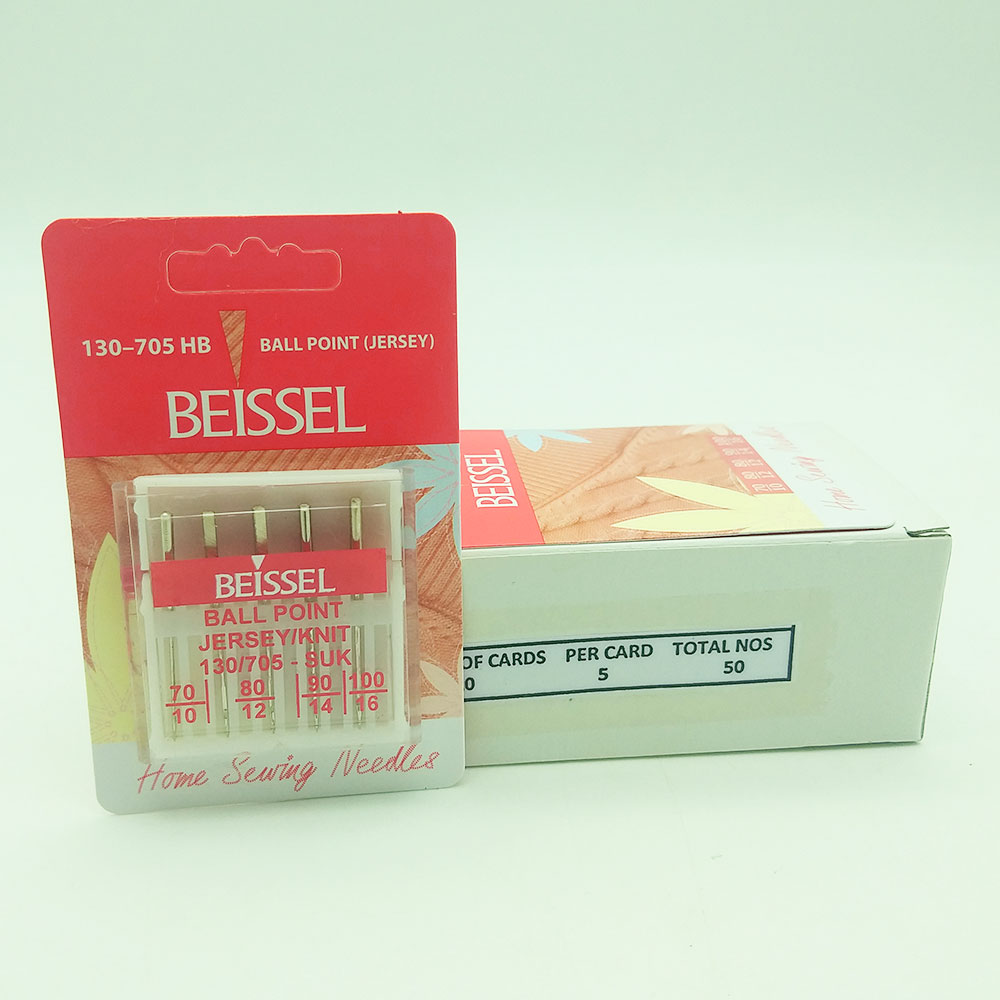 130–705 HB BALL POINT (JERSEY)
BEISSEL
BEISSEL
BALL POINT
JERSEY/KNIT
130/705 - SUK
70 80 90 100
10 12 14 16
Home Sewing Needles
BEISSEL
Home Sewing
OF CARDS PER CARD TOTAL NOS
0 5 50